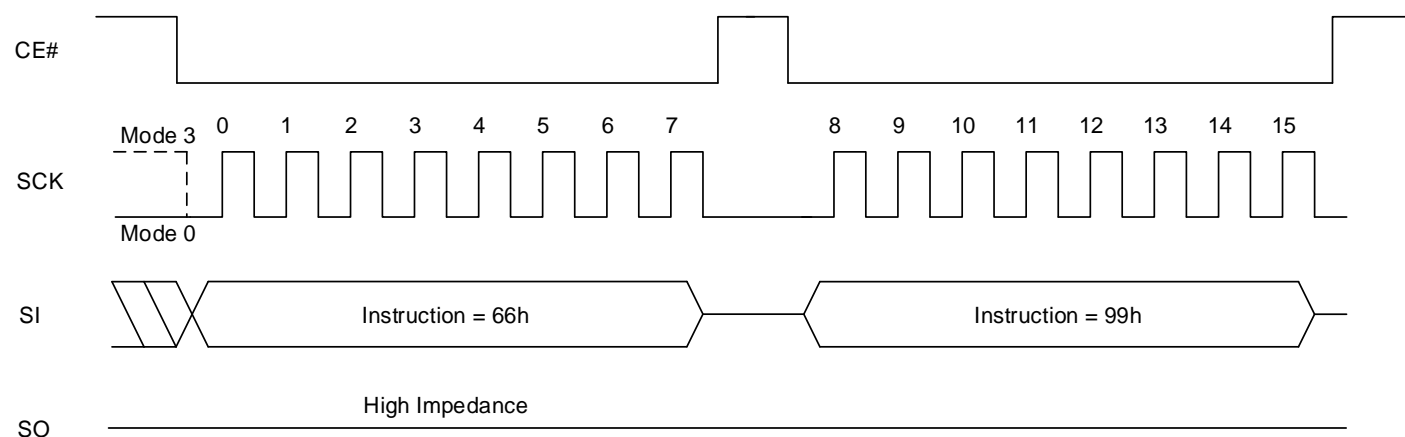 CE#
Mode 3
0 1 2 3 4 5 6 7 8 9 10 11 12 13 14 15
SCK
Mode 0
SI
Instruction = 66h
Instruction = 99h
High Impedance
SO